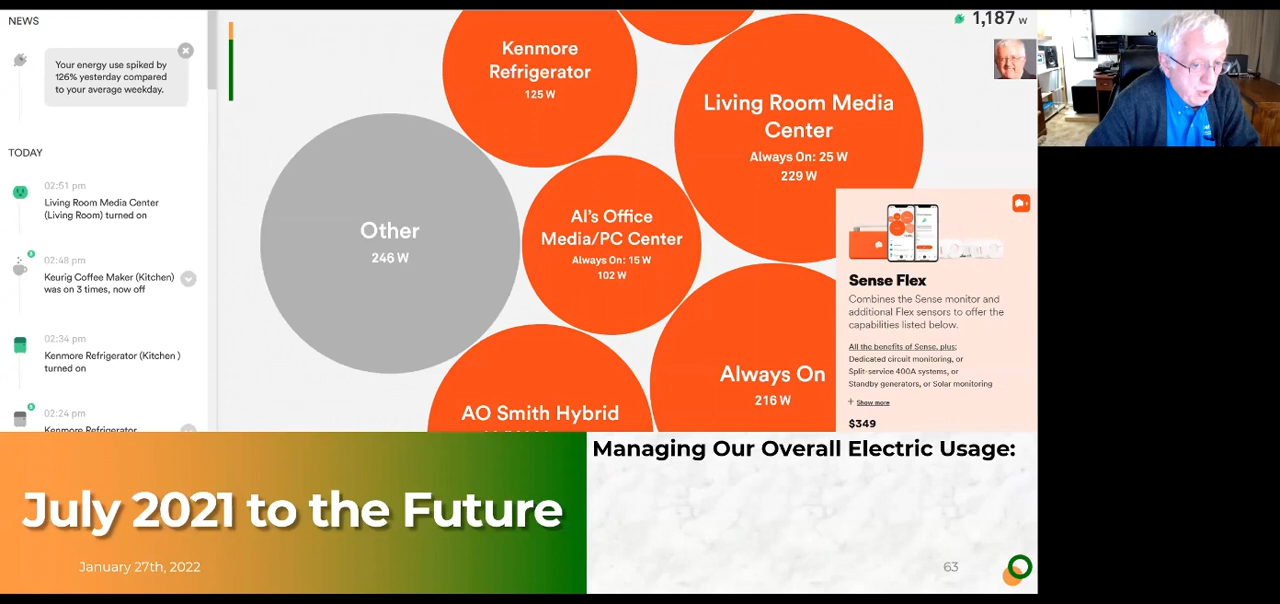 NEWS
Your energy use spiked by
126% yesterday compared
to your average weekday.
TODAY
02:51 pm
Living Room Media Center
(Living Room) turned on
02:48 pm
Keurig Coffee Maker (Kitchen)
was on 3 times, now off
02:34 pm
Kenmore Refrigerator (Kitchen )
turned on
02:24 pm
Kenmore Refrigerator
1,187 w
Kenmore
Refrigerator
125 W
Living Room Media
Center
Always On: 25 W
229 W
Other
246 W
Al's Office
Media/PC Center
Always On: 15 W
102 W
Always On
216 W
AO Smith Hybrid
Sense Flex
Combines the Sense monitor and
additional Flex sensors to offer the
capabilities listed below.
All the benefits of Sense, plus:
Dedicated circuit monitoring, or
Split-service 400A systems, or
Standby generators, or Solar monitoring
+ Show more
$349
July 2021 to the Future
January 27th, 2022
Managing Our Overall Electric Usage:
63